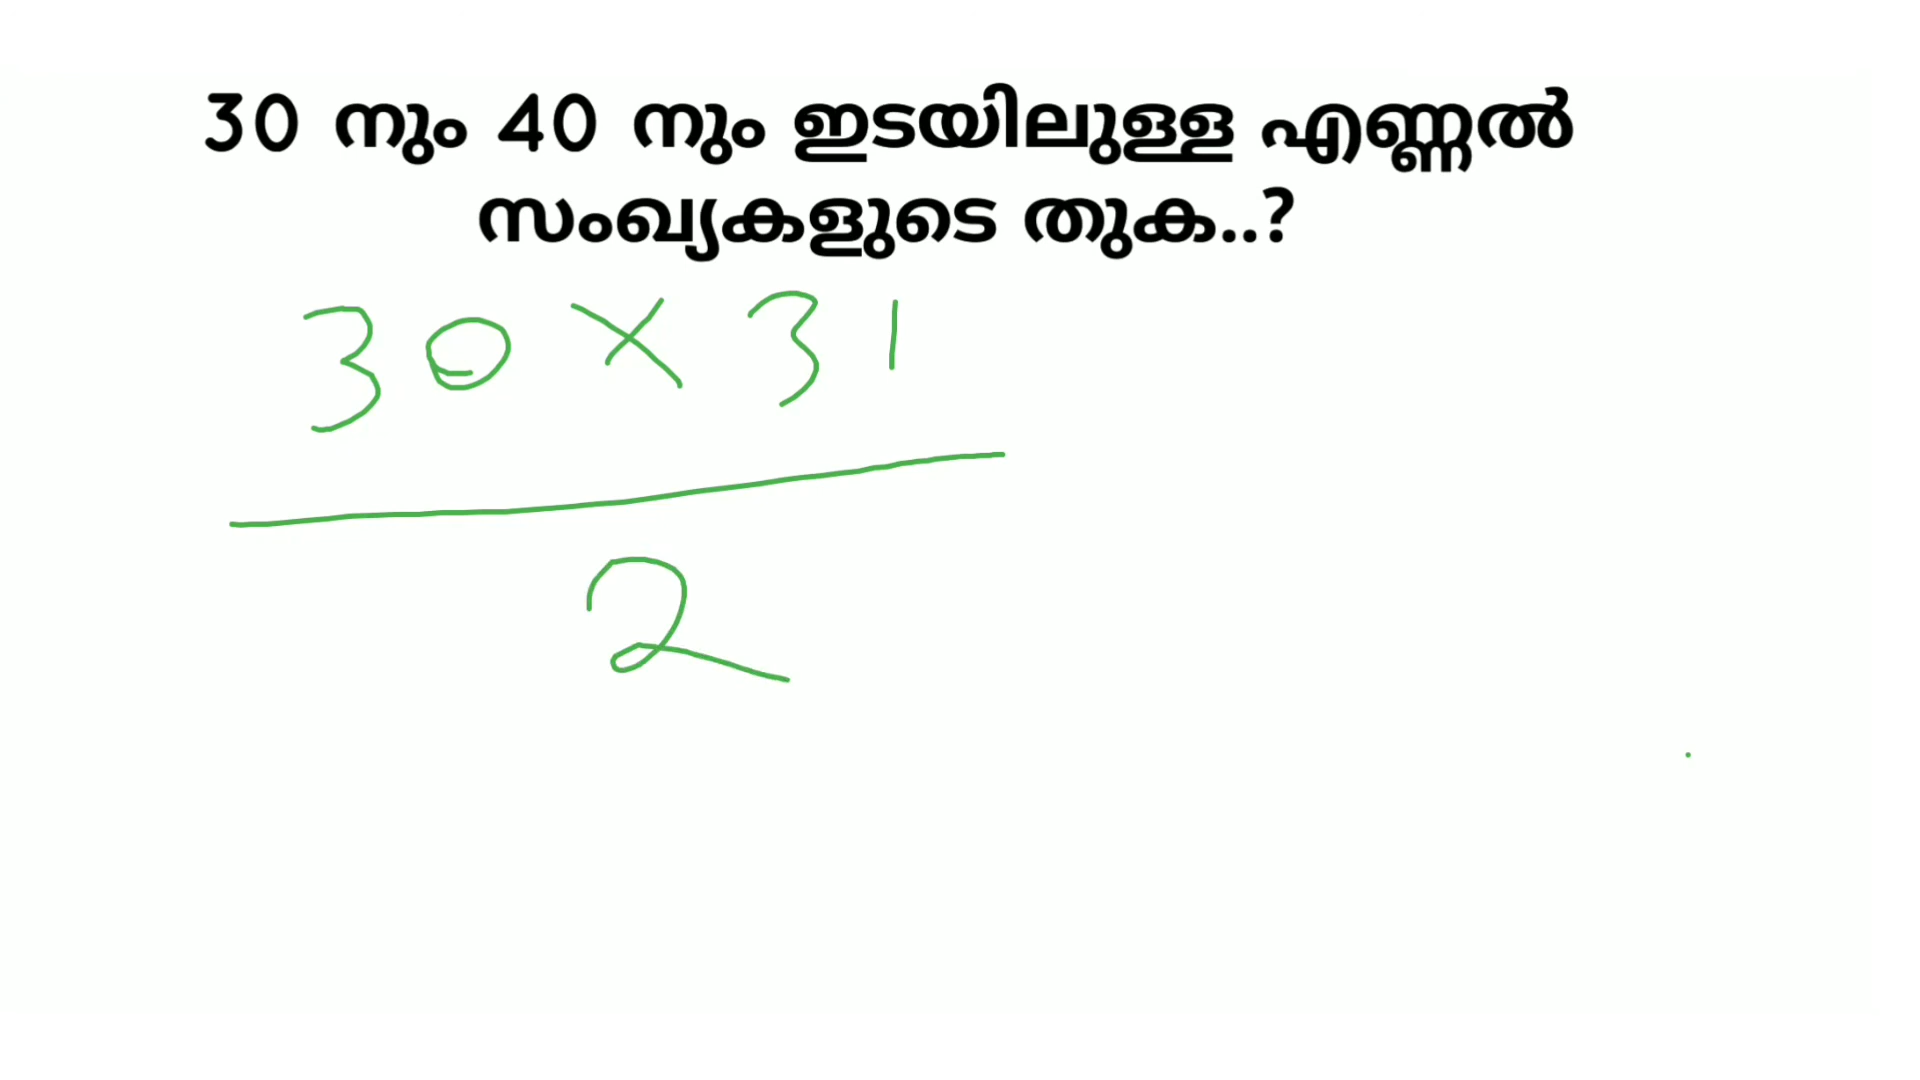 30 നും 40 നും ഇടയിലുള്ള എണ്ണൽ
സംഖ്യകളുടെ തുക..?
30 × 31
2